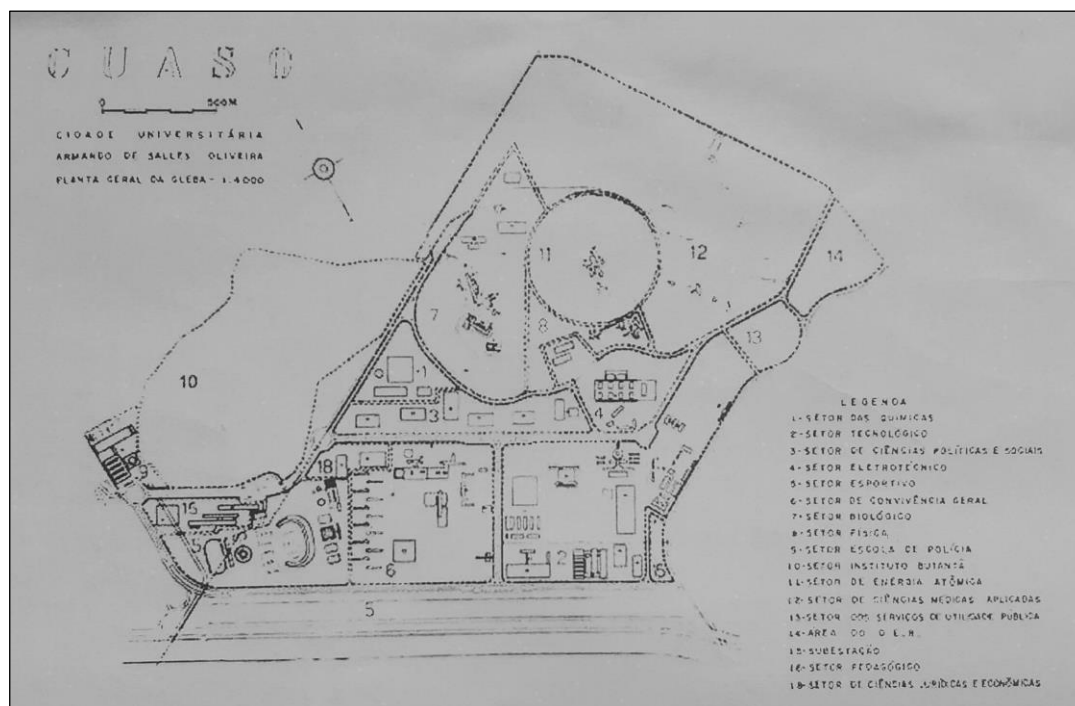 CUASO
0 500M
CIDADE UNIVERSITÁRIA
ARMANDO DE SALLES OLIVEIRA
PLANTA GERAL DA GLEBA - 1:4000
11
12
14
7
8
13
10
1
3
4
9
18
16
5
6
2
15
5
LEGENDA
1-SETOR DAS QUÍMICAS
2-SETOR TECNOLÓGICO
3-SETOR DE CIÊNCIAS POLÍTICAS E SOCIAIS
4-SETOR ELETROTÉCNICO
5-SETOR ESPORTIVO
6-SETOR DE CONVIVÊNCIA GERAL
7-SETOR BIOLÓGICO
8-SETOR FÍSICA
9-SETOR ESCOLA DE POLÍCIA
10-SETOR INSTITUTO BUTANTÃ
11-SETOR DE ENERGIA ATÔMICA
12-SETOR DE CIÊNCIAS MÉDICAS APLICADAS
13-SETOR DOS SERVIÇOS DE UTILIDADE PÚBLICA
14-ÁREA DO D.E.R.
15-SUBESTAÇÃO
16-SETOR PEDAGÓGICO
18-SETOR DE CIÊNCIAS JURÍDICAS E ECONÔMICAS